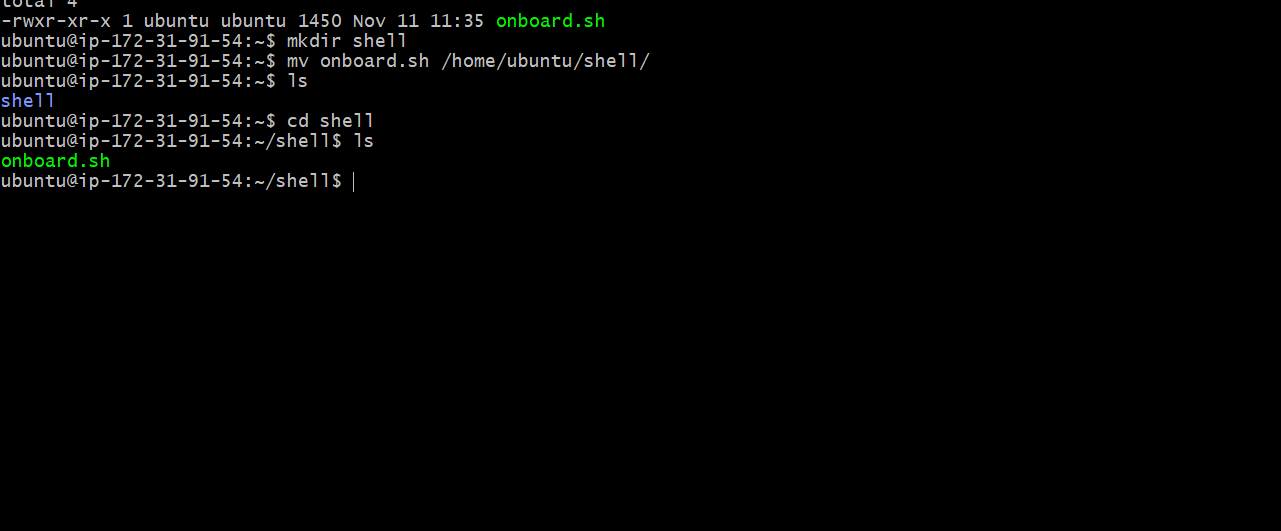 total 4
-rwxr-xr-x 1 ubuntu ubuntu 1450 Nov 11 11:35 onboard.sh
ubuntu@ip-172-31-91-54:~$ mkdir shell
ubuntu@ip-172-31-91-54:~$ mv onboard.sh /home/ubuntu/shell/
ubuntu@ip-172-31-91-54:~$ ls
shell
ubuntu@ip-172-31-91-54:~$ cd shell
ubuntu@ip-172-31-91-54:~/shell$ ls
onboard.sh
ubuntu@ip-172-31-91-54:~/shell$